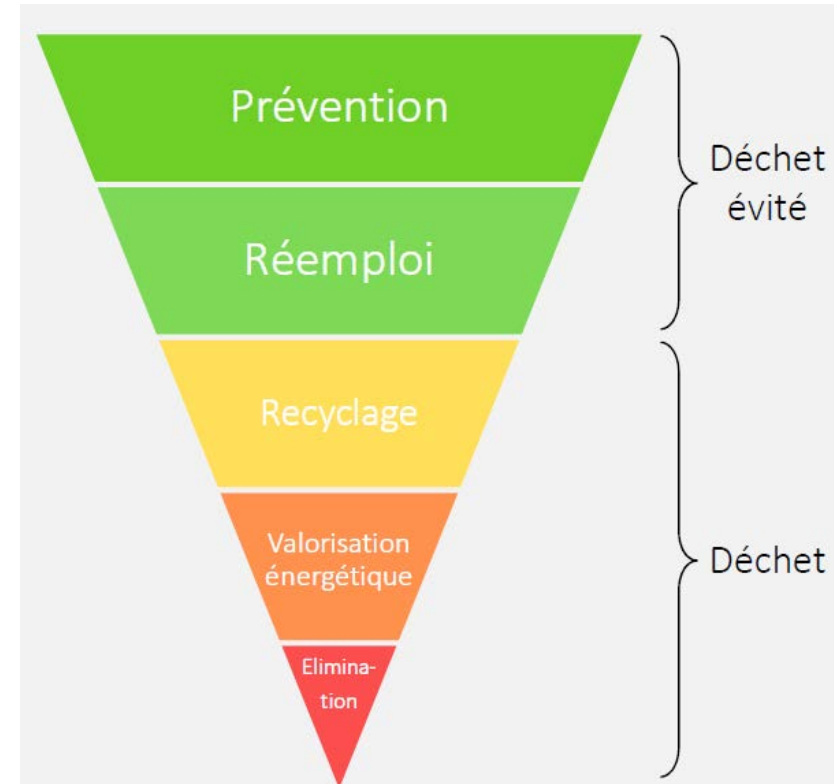 Prévention
Déchet
évité
Réemploi
Recyclage
Valorisation
énergétique
Déchet
Elimina-
tion